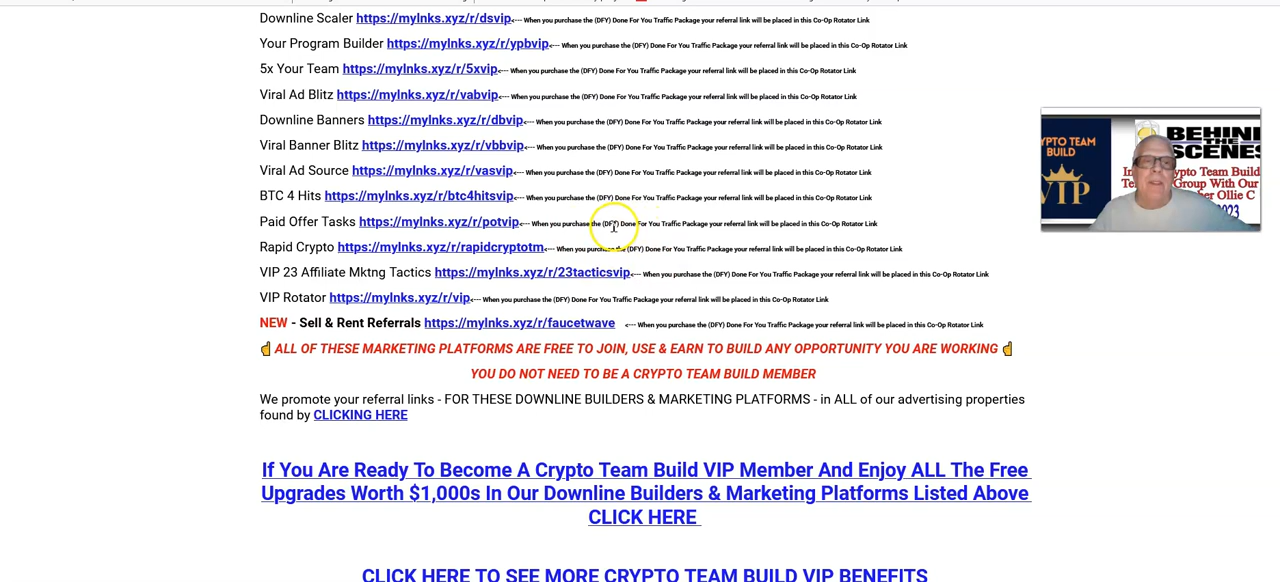 Downline Scaler https://mylnks.xyz/r/dsvip<--- When you purchase the (DFY) Done For You Traffic Package your referral link will be placed in this Co-Op Rotator Link
Your Program Builder https://mylnks.xyz/r/ypbvip<--- When you purchase the (DFY) Done For You Traffic Package your referral link will be placed in this Co-Op Rotator Link
5x Your Team https://mylnks.xyz/r/5xvip<--- When you purchase the (DFY) Done For You Traffic Package your referral link will be placed in this Co-Op Rotator Link
Viral Ad Blitz https://mylnks.xyz/r/vabvip<--- When you purchase the (DFY) Done For You Traffic Package your referral link will be placed in this Co-Op Rotator Link
Downline Banners https://mylnks.xyz/r/dbvip<--- When you purchase the (DFY) Done For You Traffic Package your referral link will be placed in this Co-Op Rotator Link
Viral Banner Blitz https://mylnks.xyz/r/vbbvip<--- When you purchase the (DFY) Done For You Traffic Package your referral link will be placed in this Co-Op Rotator Link
Viral Ad Source https://mylnks.xyz/r/vasvip<--- When you purchase the (DFY) Done For You Traffic Package your referral link will be placed in this Co-Op Rotator Link
BTC 4 Hits https://mylnks.xyz/r/btc4hitsvip<--- When you purchase the (DFY) Done For You Traffic Package your referral link will be placed in this Co-Op Rotator Link
Paid Offer Tasks https://mylnks.xyz/r/potvip<--- When you purchase the (DFY) Done For You Traffic Package your referral link will be placed in this Co-Op Rotator Link
Rapid Crypto https://mylnks.xyz/r/rapidcryptotm<--- When you purchase the (DFY) Done For You Traffic Package your referral link will be placed in this Co-Op Rotator Link
VIP 23 Affiliate Mktng Tactics https://mylnks.xyz/r/23tacticsvip<--- When you purchase the (DFY) Done For You Traffic Package your referral link will be placed in this Co-Op Rotator Link
VIP Rotator https://mylnks.xyz/r/vip<--- When you purchase the (DFY) Done For You Traffic Package your referral link will be placed in this Co-Op Rotator Link
NEW - Sell & Rent Referrals https://mylnks.xyz/r/faucetwave <--- When you purchase the (DFY) Done For You Traffic Package your referral link will be placed in this Co-Op Rotator Link
☝ALL OF THESE MARKETING PLATFORMS ARE FREE TO JOIN, USE & EARN TO BUILD ANY OPPORTUNITY YOU ARE WORKING☝
YOU DO NOT NEED TO BE A CRYPTO TEAM BUILD MEMBER
We promote your referral links - FOR THESE DOWNLINE BUILDERS & MARKETING PLATFORMS - in ALL of our advertising properties
found by CLICKING HERE
If You Are Ready To Become A Crypto Team Build VIP Member And Enjoy ALL The Free
Upgrades Worth $1,000s In Our Downline Builders & Marketing Platforms Listed Above
CLICK HERE
CLICK HERE TO SEE MORE CRYPTO TEAM BUILD VIP BENEFITS
YPTO TEAM
BUILD
VIP
BEHIN
THE
SCENES
In
ypto Team Build
Te
Group With Our
ber Ollie C
2023